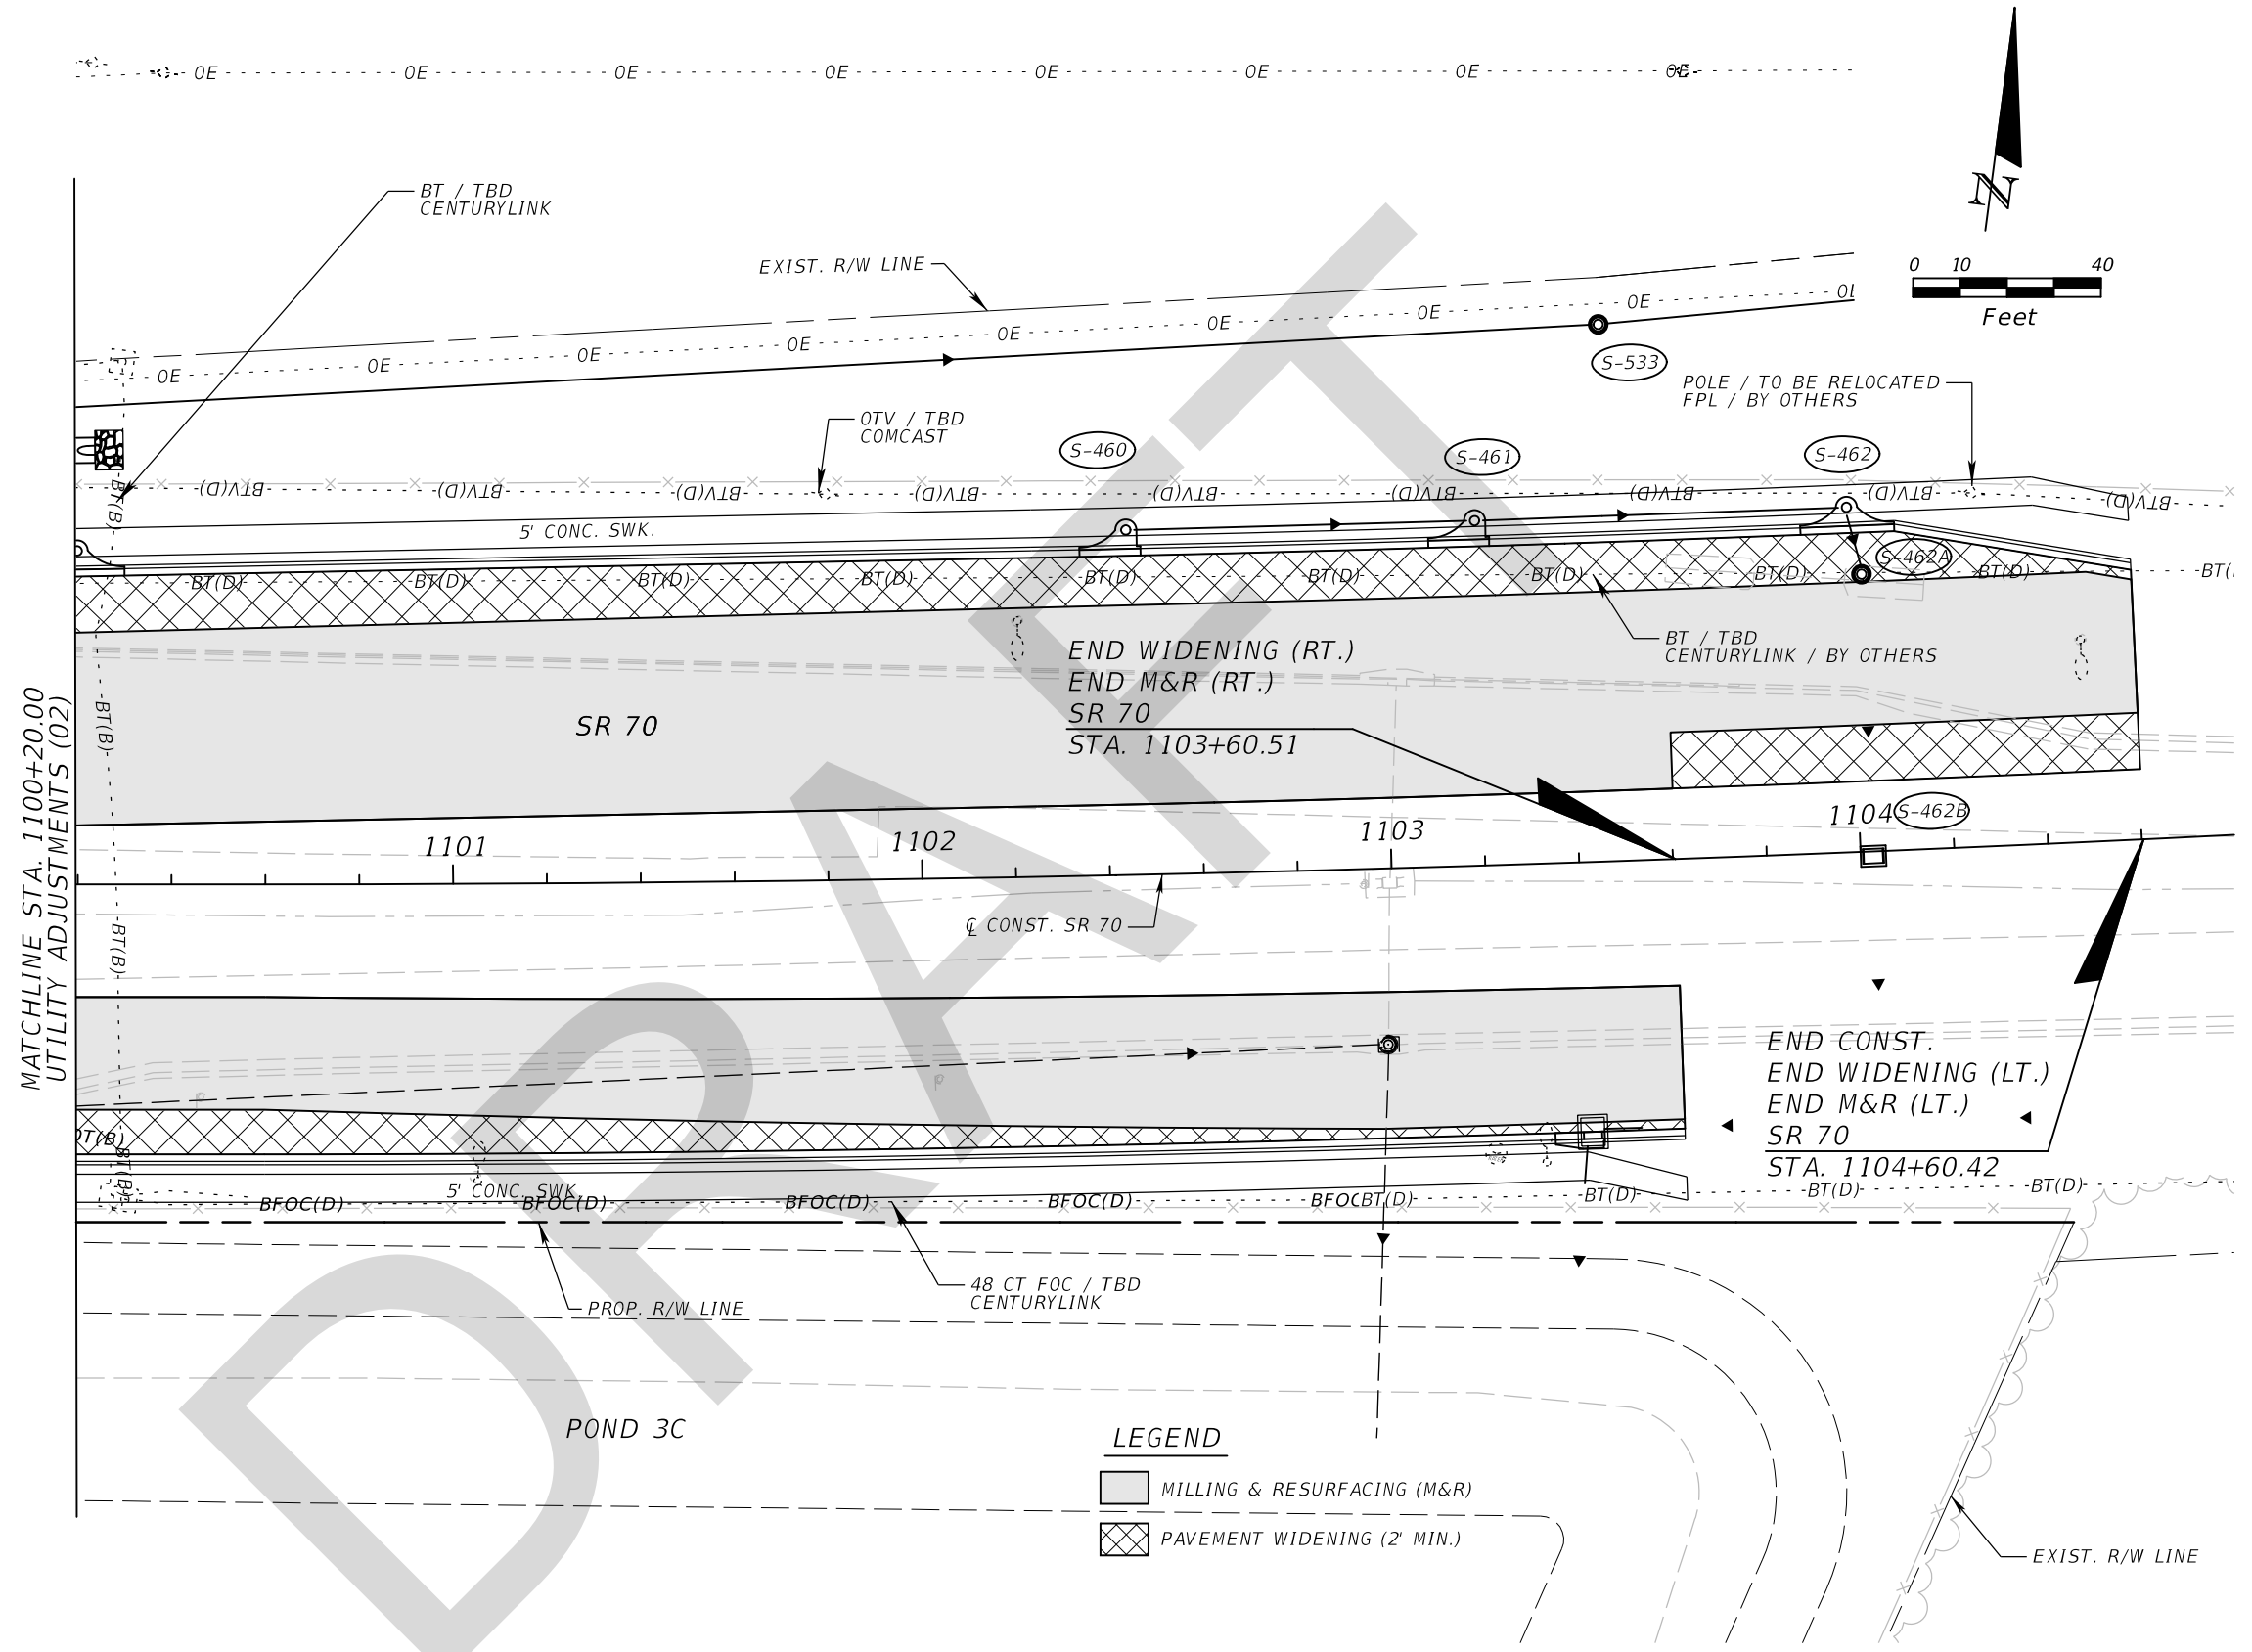 OE OE OE OE OE OE OE OE
N
BT / TBD
CENTURYLINK
EXIST. R/W LINE
0 10 40
Feet
OE OE OE OE OE OE OE OE
S-533
POLE / TO BE RELOCATED
FPL / BY OTHERS
OTV / TBD
COMCAST
S-460
S-461
S-462
BTV(D) BTV(D) BTV(D) BTV(D) BTV(D) BTV(D) BTV(D) BTV(D) BTV(D)
BT(B)
5' CONC. SWK.
S-462A
BT(D) BT(D) BT(D) BT(D) BT(D) BT(D) BT(D) BT(D) BT(D) BT(
BT / TBD
CENTURYLINK / BY OTHERS
END WIDENING (RT.)
END M&R (RT.)
SR 70
STA. 1103+60.51
SR 70
BT(B)
MATCHLINE STA. 1100+20.00
UTILITY ADJUSTMENTS (02)
1101 1102 1103 1104
S-462B
℄ CONST. SR 70
BT(B)
END CONST.
END WIDENING (LT.)
END M&R (LT.)
SR 70
STA. 1104+60.42
BT(B)
5' CONC. SWK.
BFOC(D) BFOC(D) BFOC(D) BFOC(D) BFOC BT(D) BT(D) BT(D) BT(D)
48 CT FOC / TBD
CENTURYLINK
PROP. R/W LINE
POND 3C
LEGEND
MILLING & RESURFACING (M&R)
PAVEMENT WIDENING (2' MIN.)
EXIST. R/W LINE
DRAFT